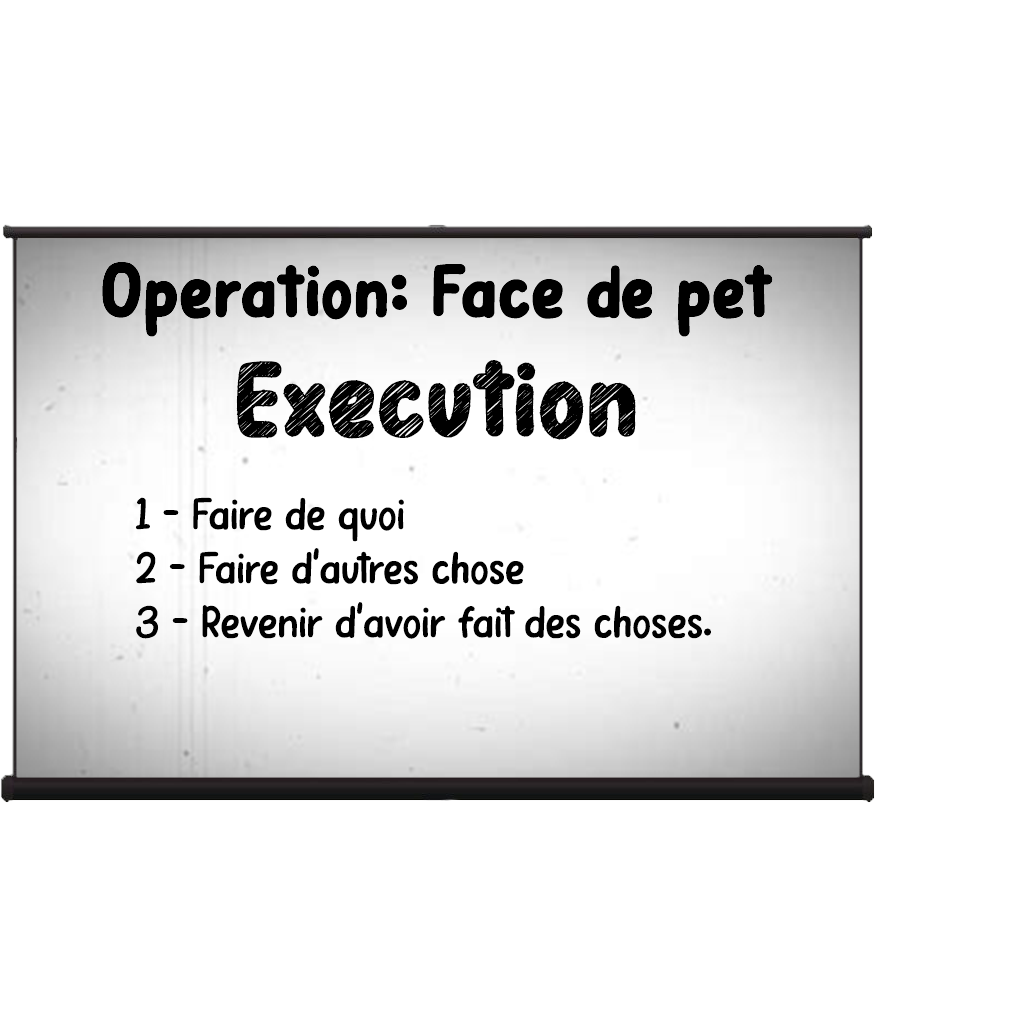 Operation: Face de pet
Execution
1 - Faire de quoi
2 - Faire d'autres chose
3 - Revenir d'avoir fait des choses.